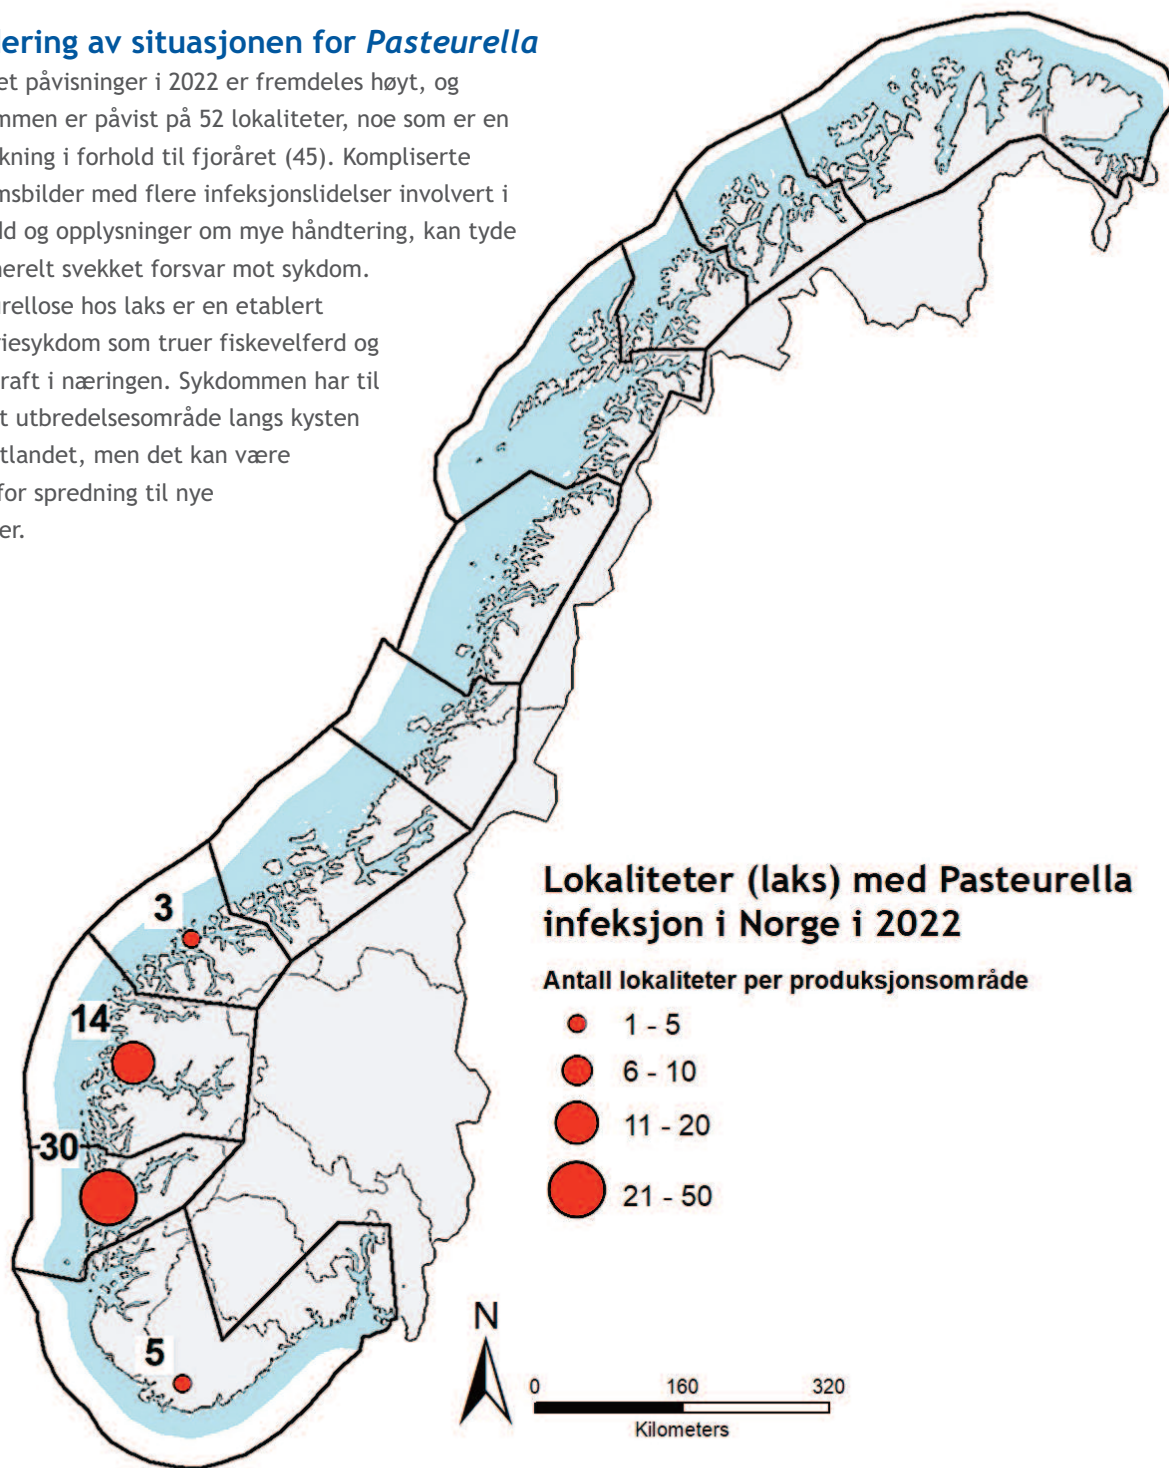 dering av situasjonen for Pasteurella
et påvisninger i 2022 er fremdeles høyt, og
mmen er påvist på 52 lokaliteter, noe som er en
kning i forhold til fjoråret (45). Kompliserte
msbilder med flere infeksjonslidelser involvert i
ld og opplysninger om mye håndtering, kan tyde
nerelt svekket forsvar mot sykdom.
urellose hos laks er en etablert
riesykdom som truer fiskevelferd og
raft i næringen. Sykdommen har til
t utbredelsesområde langs kysten
tlandet, men det kan være
for spredning til nye
er.
3
14
30
5
Lokaliteter (laks) med Pasteurella
infeksjon i Norge i 2022
Antall lokaliteter per produksjonsområde
1 - 5
6 - 10
11 - 20
21 - 50
N
0 160 320
Kilometers